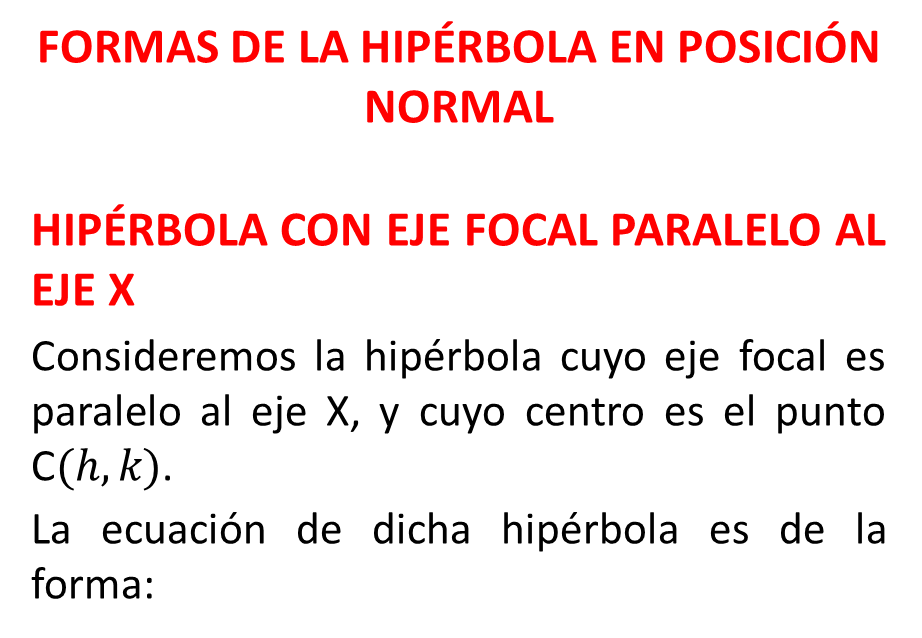 FORMAS DE LA HIPÉRBOLA EN POSICIÓN
NORMAL
HIPÉRBOLA CON EJE FOCAL PARALELO AL
EJE X
Consideremos la hipérbola cuyo eje focal es
paralelo al eje X, y cuyo centro es el punto
C(h, k).
La ecuación de dicha hipérbola es de la
forma: